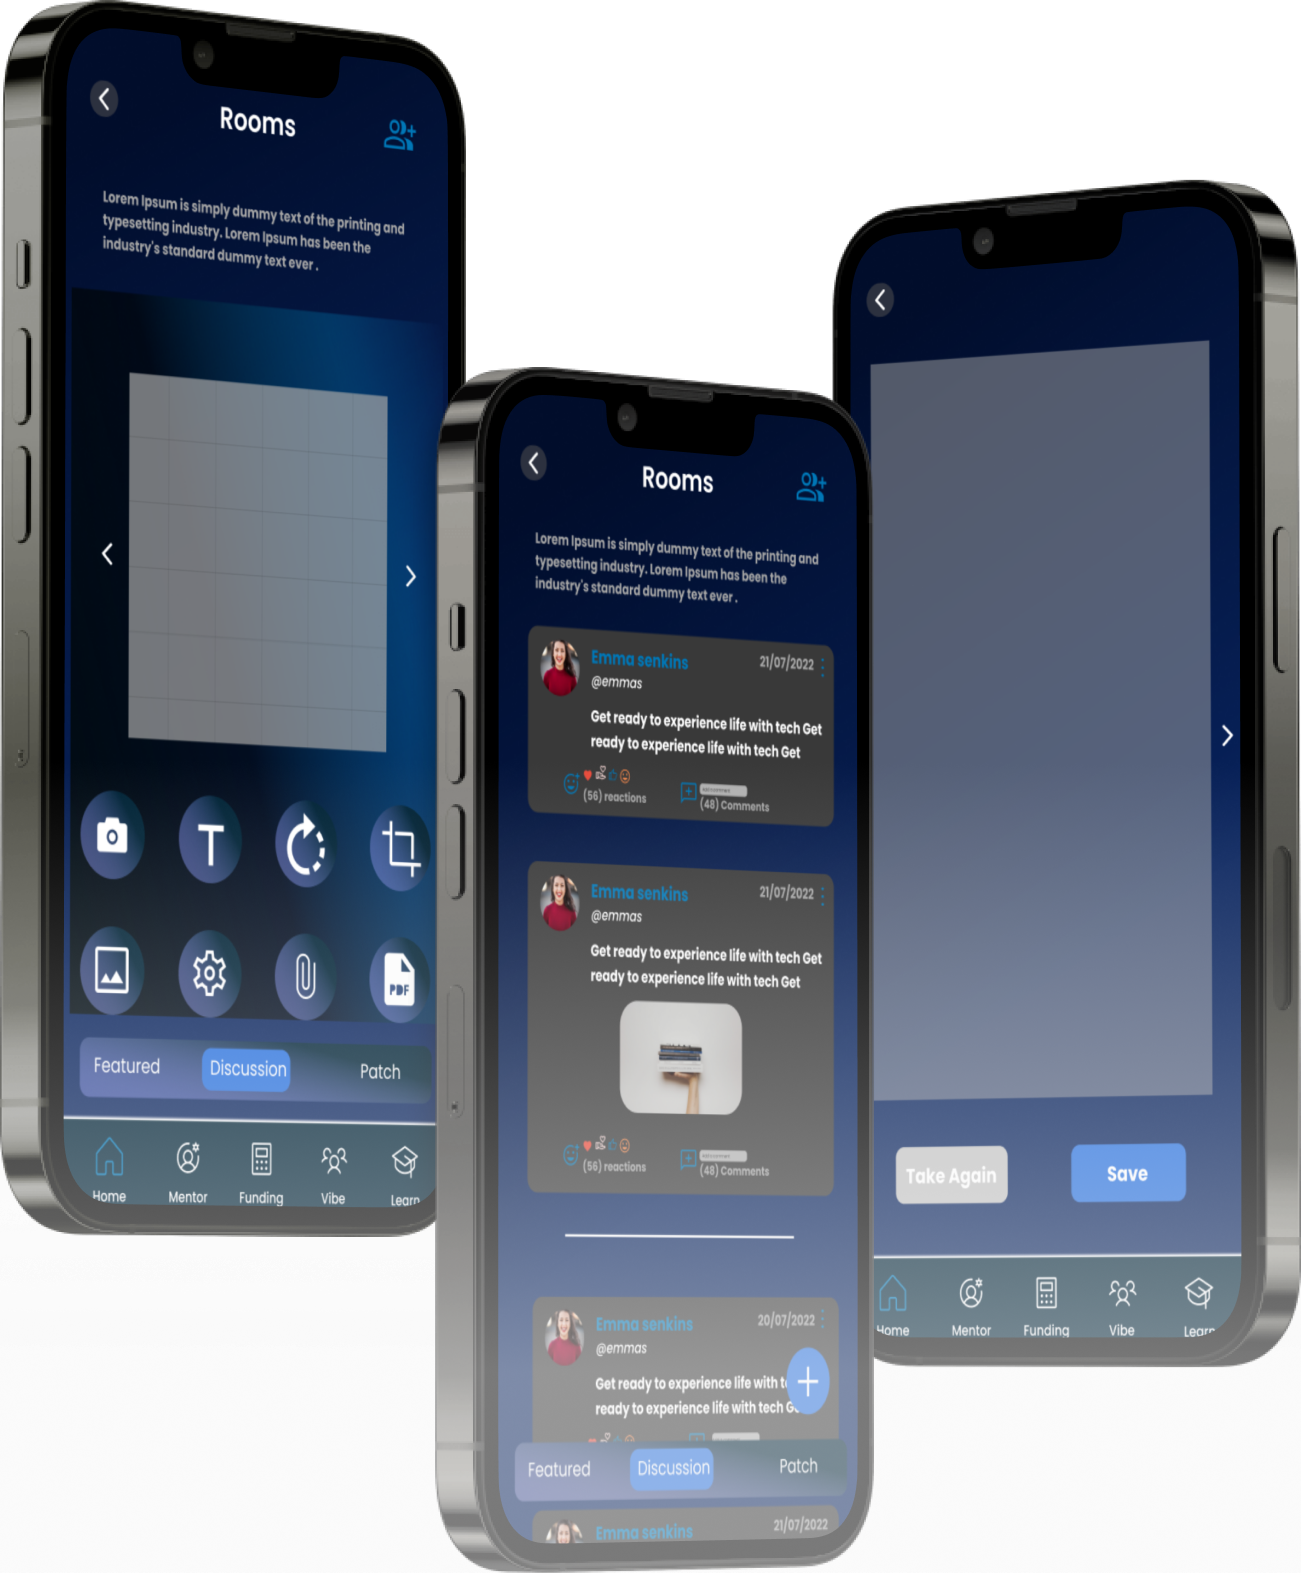 Rooms
Lorem Ipsum is simply dummy text of the printing and
typesetting industry. Lorem Ipsum has been the
industry's standard dummy text ever .
PDF
Featured
Discussion
Patch
Home
Mentor
Funding
Vibe
Learn
Rooms
Lorem Ipsum is simply dummy text of the printing and
typesetting industry. Lorem Ipsum has been the
industry's standard dummy text ever .
Emma senkins
21/07/2022
@emmas
Get ready to experience life with tech Get
ready to experience life with tech Get
(56) reactions
(48) Comments
Emma senkins
21/07/2022
@emmas
Get ready to experience life with tech Get
ready to experience life with tech Get
(56) reactions
(48) Comments
Emma senkins
20/07/2022
@emmas
Get ready to experience life with
ready to experience life with tech
Featured
Discussion
Patch
Emma senkins
21/07/2022
Take Again
Save
Home
Mentor
Funding
Vibe
Learn